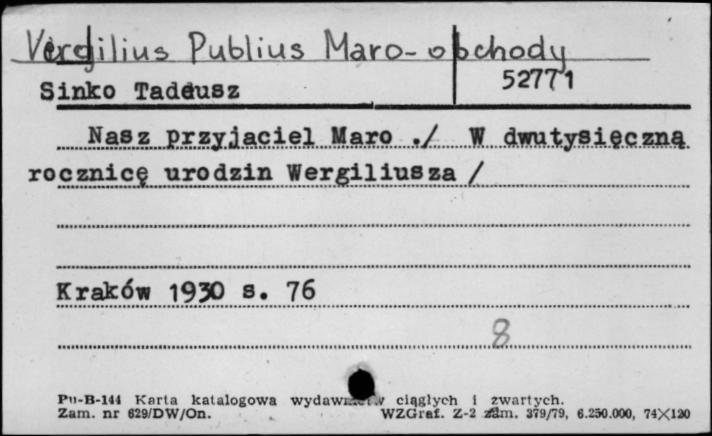 Vergilius Publius Maro - obchody
Sinko Tadeusz
52771
Nasz przyjaciel Maro ./ W dwutysięczną
rocznicę urodzin Wergiliusza /
Kraków 1930 s. 76
8
Pu-B-144 Karta katalogowa wydawnictw ciągłych i zwartych.
Zam. nr 629/DW/On. WZGraf. Z-2 zam. 379/79, 6.250.000, 74×120